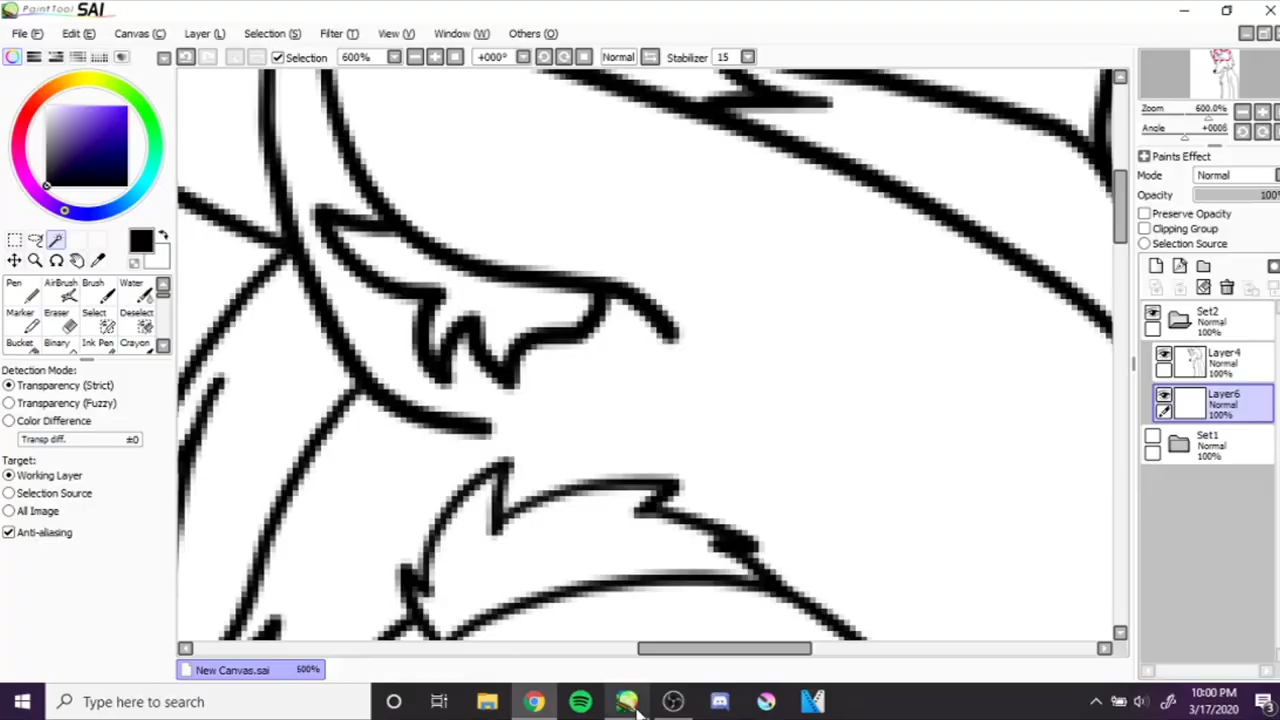 PaintTool SAI
File (F) Edit (E) Canvas (C) Layer (L) Selection (S) Filter (T) View (V) Window (W) Others (O)
Selection 600% +000° Normal Stabilizer 15
Zoom 600.0%
Angle
Paints Effect
Mode Normal
Opacity 100%
Preserve Opacity
Clipping Group
Selection Source
Pen AirBrush Brush Water
Marker Eraser Select Deselect
Bucket Binary Ink Pen Crayon
Set2
Normal
100%
Layer4
Normal
100%
Layer6
Normal
100%
Set1
Normal
100%
Detection Mode:
Transparency (Strict)
Transparency (Fuzzy)
Color Difference
Transp diff. ±0
Target:
Working Layer
Selection Source
All Image
Anti-aliasing
New Canvas.sai
Type here to search
10:00 PM
3/17/2020
3